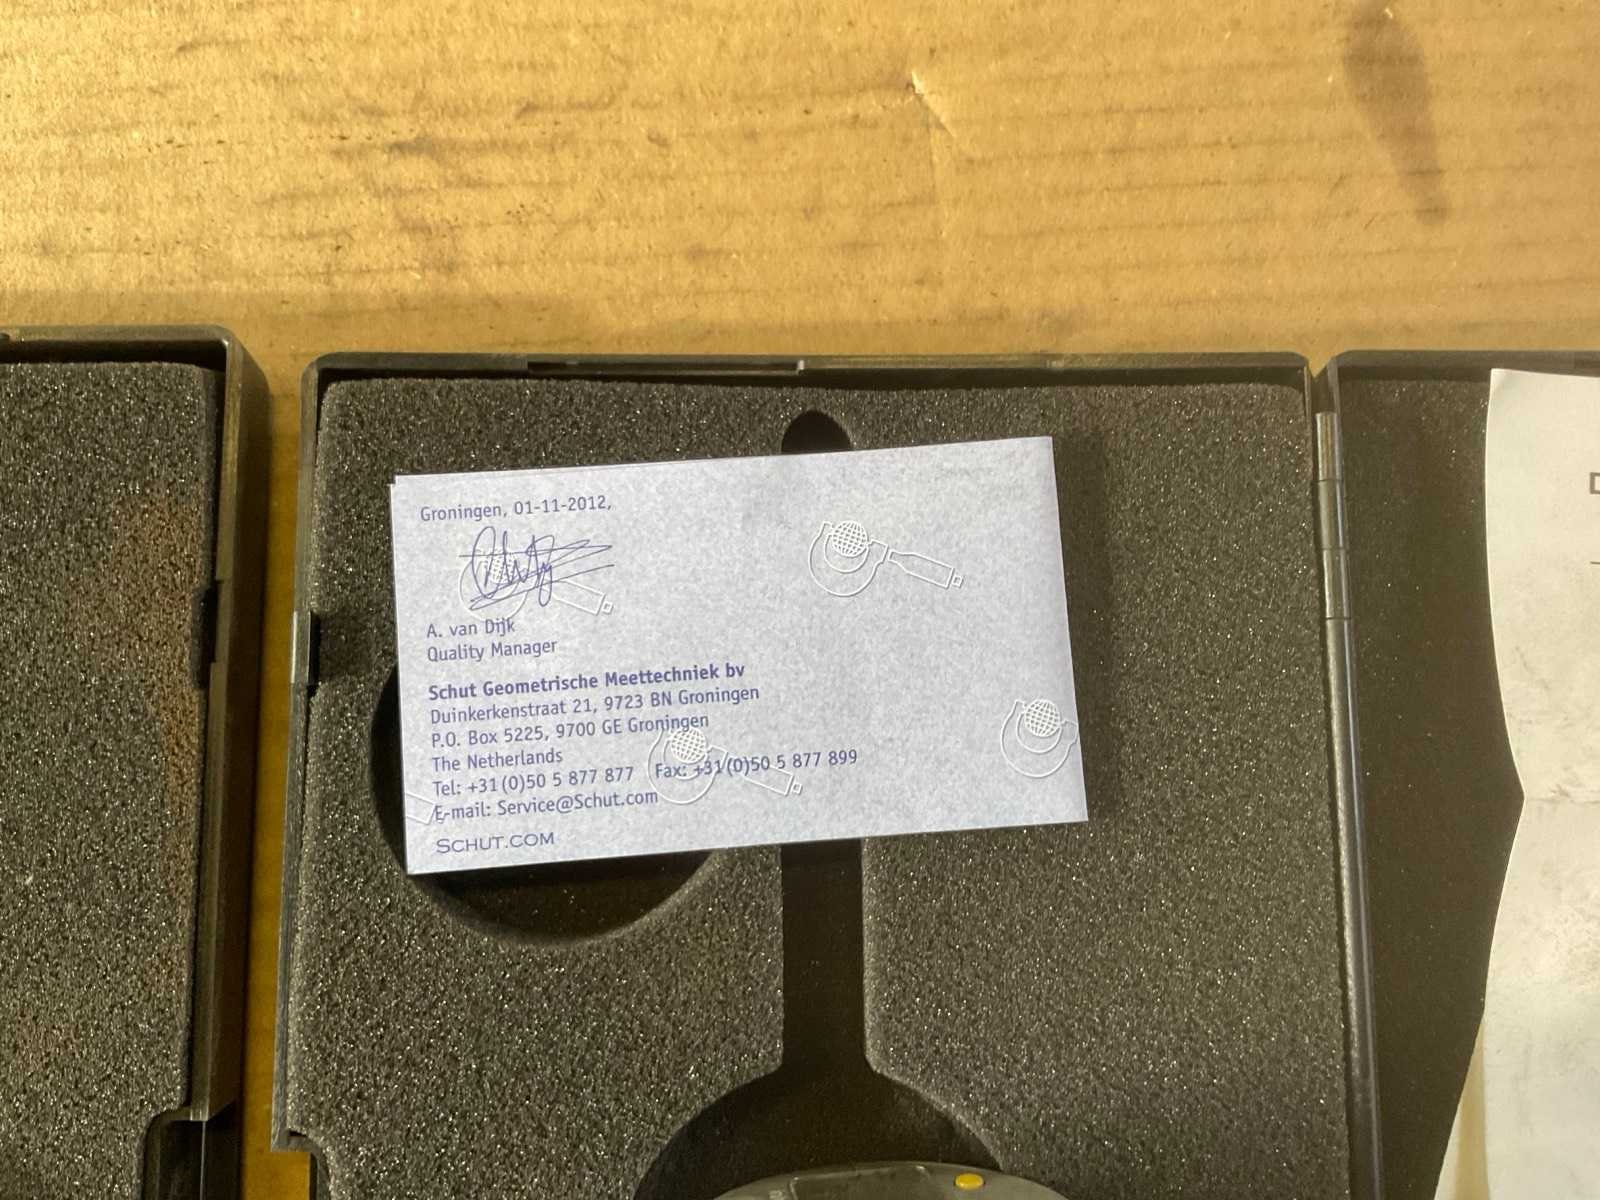 Groningen, 01-11-2012,
A. van Dijk
Quality Manager
Schut Geometrische Meettechniek bv
Duinkerkenstraat 21, 9723 BN Groningen
P.O. Box 5225, 9700 GE Groningen
The Netherlands
Tel: +31(0)50 5 877 877 Fax: +31(0)50 5 877 899
E-mail: Service@Schut.com
SCHUT.COM